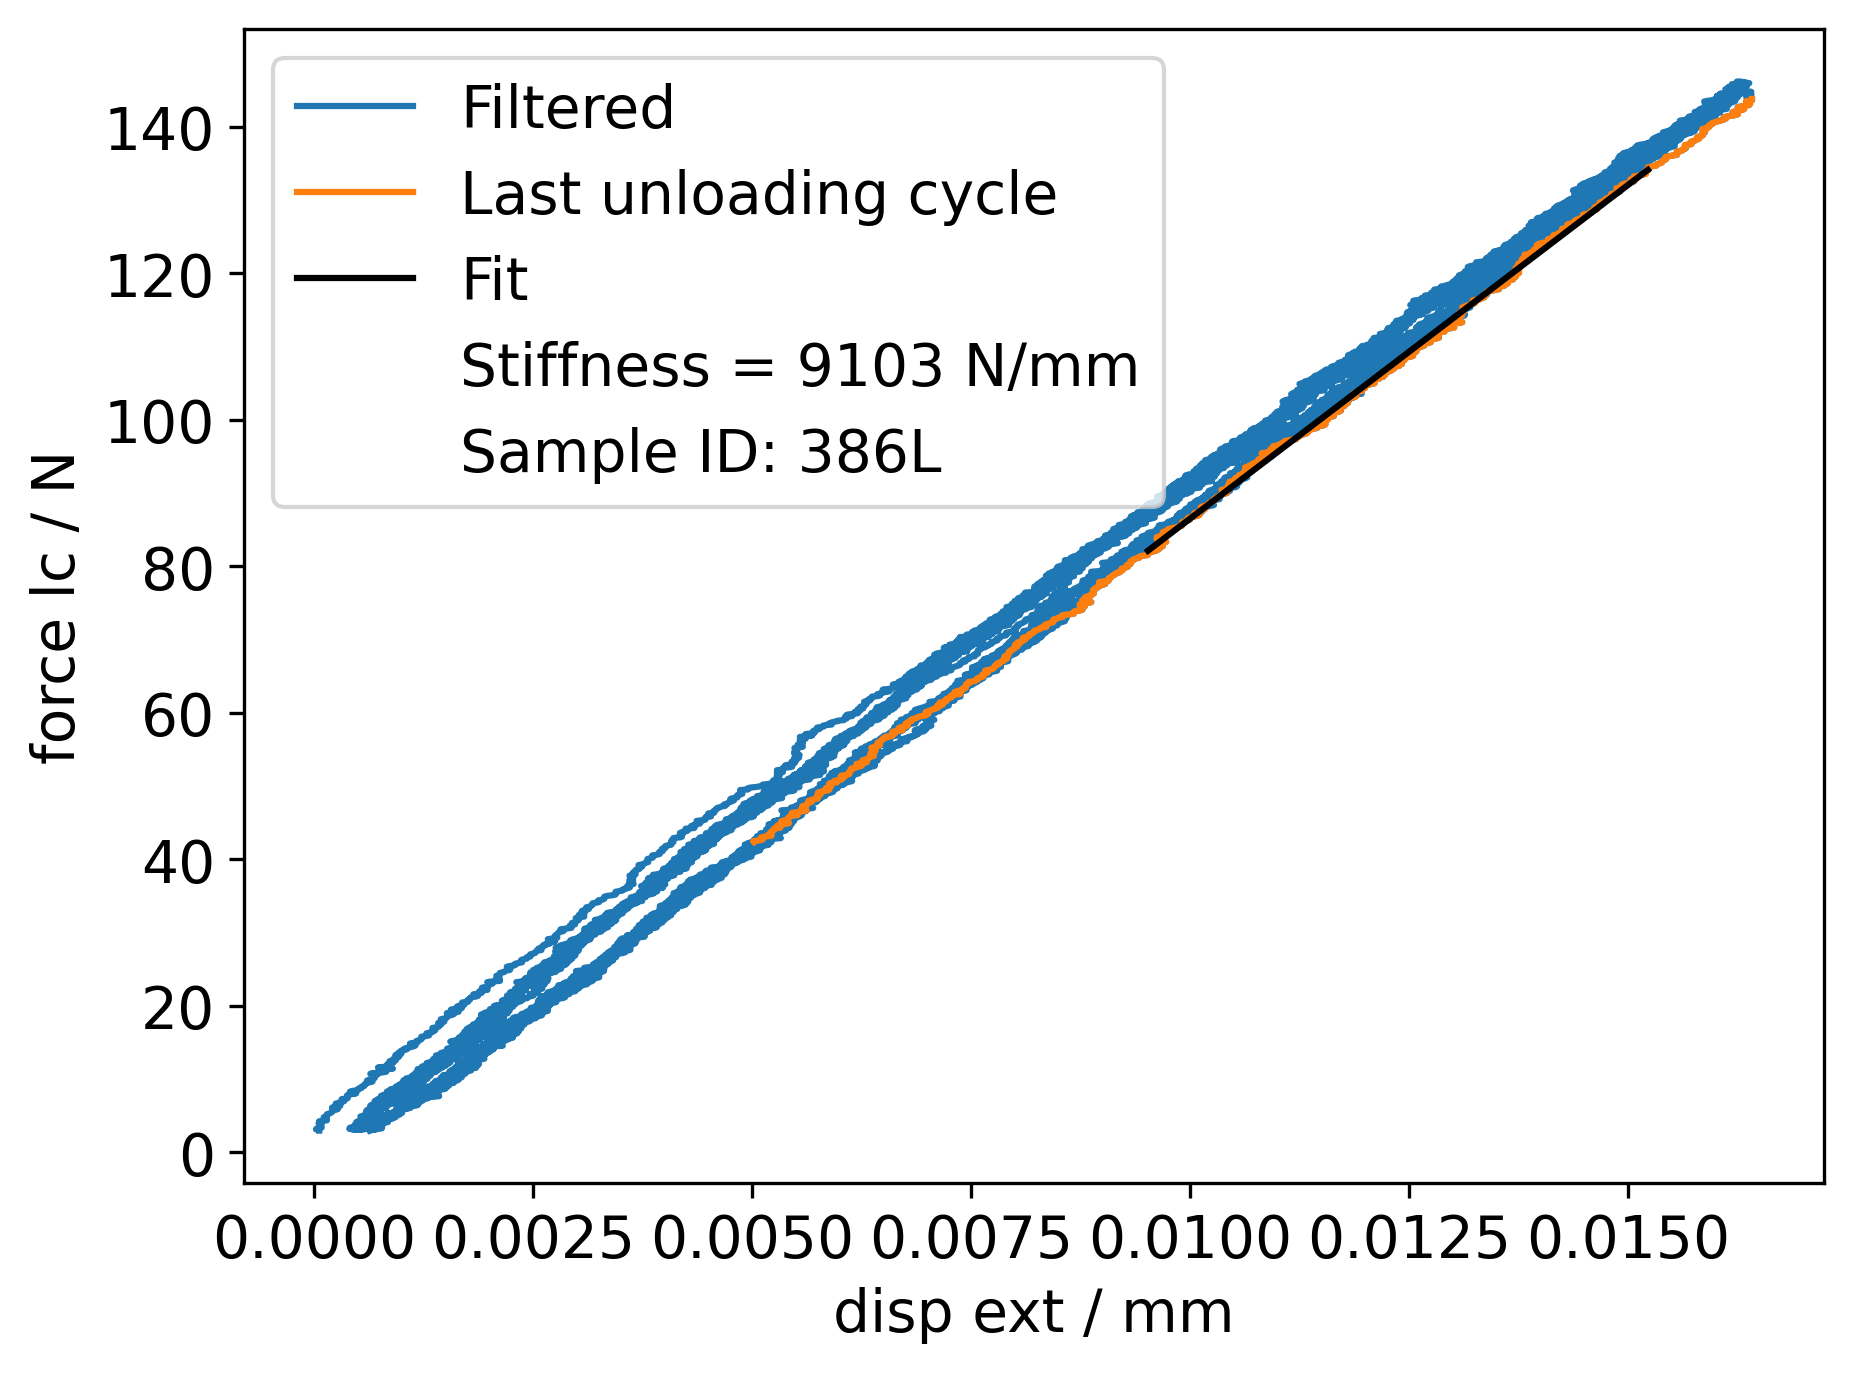 Filtered
Last unloading cycle
Fit
Stiffness = 9103 N/mm
Sample ID: 386L
140
120
100
80
60
40
20
0
force lc / N
0.0000 0.0025 0.0050 0.0075 0.0100 0.0125 0.0150
disp ext / mm